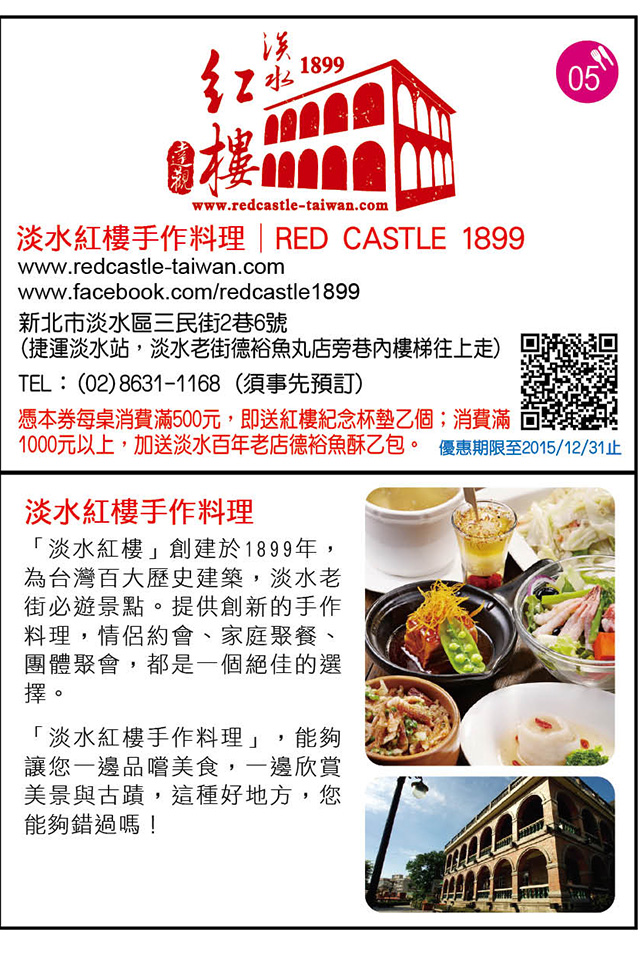 淡水
1899
紅樓
達觀
www.redcastle-taiwan.com
05
淡水紅樓手作料理｜RED CASTLE 1899
www.redcastle-taiwan.com
www.facebook.com/redcastle1899
新北市淡水區三民街2巷6號
(捷運淡水站，淡水老街德裕魚丸店旁巷內樓梯往上走)
TEL：(02)8631-1168 (須事先預訂)
憑本券每桌消費滿500元，即送紅樓紀念杯墊乙個；消費滿
1000元以上，加送淡水百年老店德裕魚酥乙包。 優惠期限至2015/12/31止
淡水紅樓手作料理
「淡水紅樓」創建於1899年，
為台灣百大歷史建築，淡水老
街必遊景點。提供創新的手作
料理，情侶約會、家庭聚餐、
團體聚會，都是一個絕佳的選
擇。
「淡水紅樓手作料理」，能夠
讓您一邊品嚐美食，一邊欣賞
美景與古蹟，這種好地方，您
能夠錯過嗎！